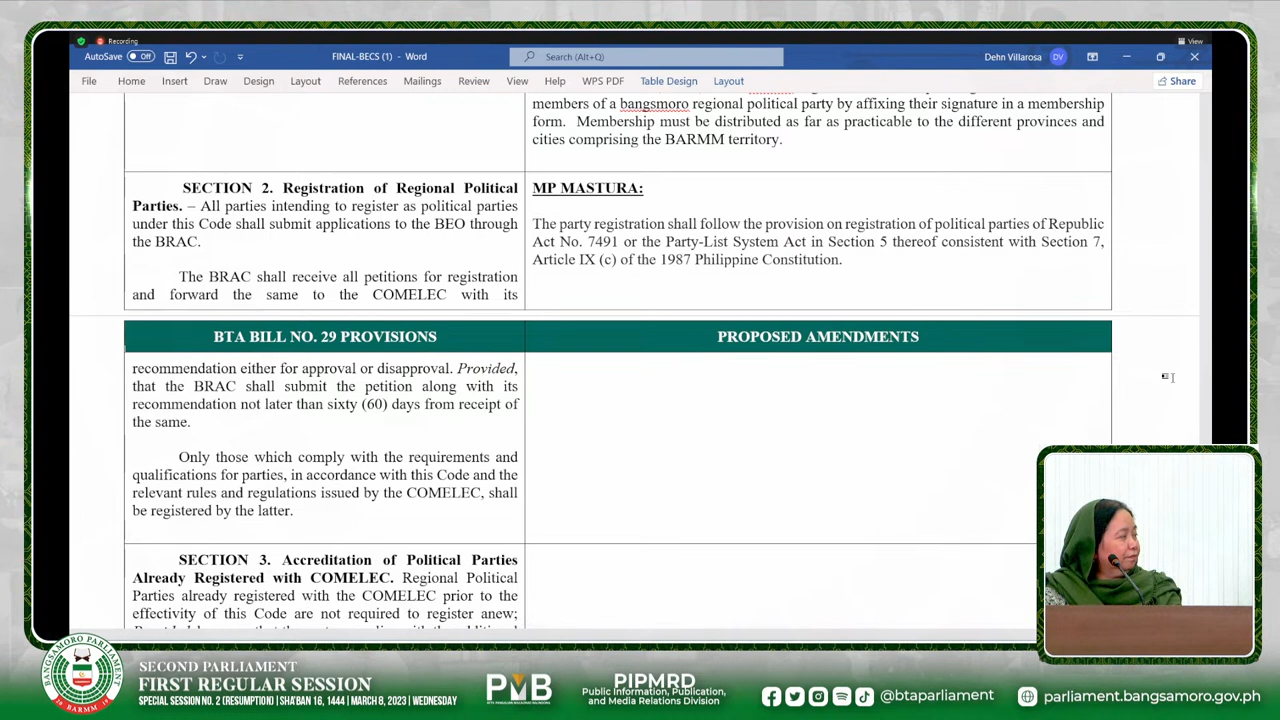 Recording
View
AutoSave Off
FINAL-BECS (1) - Word
Search (Alt+Q)
Dehn Villarosa
DV
File Home Insert Draw Design Layout References Mailings Review View Help WPS PDF Table Design Layout
Share
members of a bangsmoro regional political party by affixing their signature in a membership
form. Membership must be distributed as far as practicable to the different provinces and
cities comprising the BARMM territory.
SECTION 2. Registration of Regional Political
Parties. – All parties intending to register as political parties
under this Code shall submit applications to the BEO through
the BRAC.
The BRAC shall receive all petitions for registration
and forward the same to the COMELEC with its
MP MASTURA:
The party registration shall follow the provision on registration of political parties of Republic
Act No. 7491 or the Party-List System Act in Section 5 thereof consistent with Section 7,
Article IX (c) of the 1987 Philippine Constitution.
BTA BILL NO. 29 PROVISIONS
PROPOSED AMENDMENTS
recommendation either for approval or disapproval. Provided,
that the BRAC shall submit the petition along with its
recommendation not later than sixty (60) days from receipt of
the same.
Only those which comply with the requirements and
qualifications for parties, in accordance with this Code and the
relevant rules and regulations issued by the COMELEC, shall
be registered by the latter.
SECTION 3. Accreditation of Political Parties
Already Registered with COMELEC. Regional Political
Parties already registered with the COMELEC prior to the
effectivity of this Code are not required to register anew;
BANGSAMORO PARLIAMENT
BARMM
SECOND PARLIAMENT
FIRST REGULAR SESSION
SPECIAL SESSION NO. 2 (RESUMPTION) | SHA'BAN 16, 1444 | MARCH 8, 2023 | WEDNESDAY
PMB
PIPMRD
Public Information, Publication,
and Media Relations Division
@btaparliament
parliament.bangsamoro.gov.ph